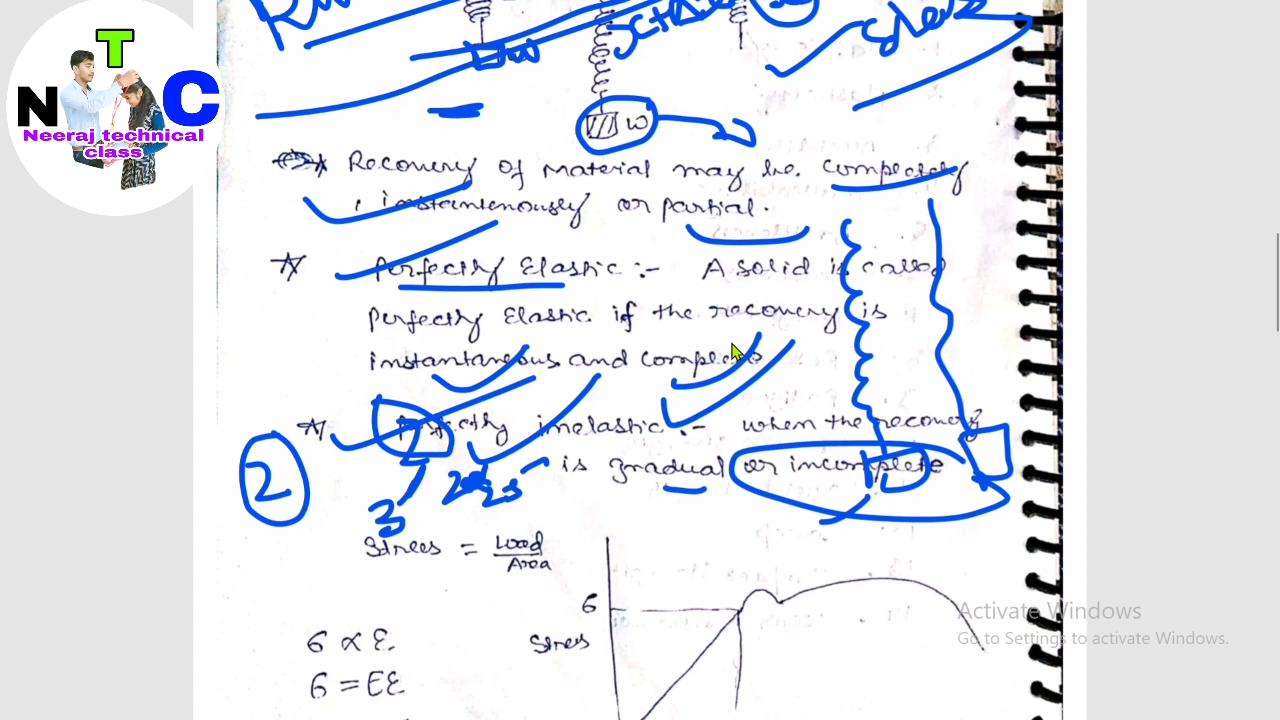 T
N C
Neeraj technical
class
w
Recovery of Material may be. completely
, instantenously or partial.
Perfectly Elastic :- A solid is called
perfectly Elastic if the recovery is
instantaneous and complete
Perfectly inelastic :- when the recovery
is gradual or incomplete
2
3
Stress = Load
Area
6
Stress
6 ∝ ε.
6 = Eε
Activate Windows
Go to Settings to activate Windows.